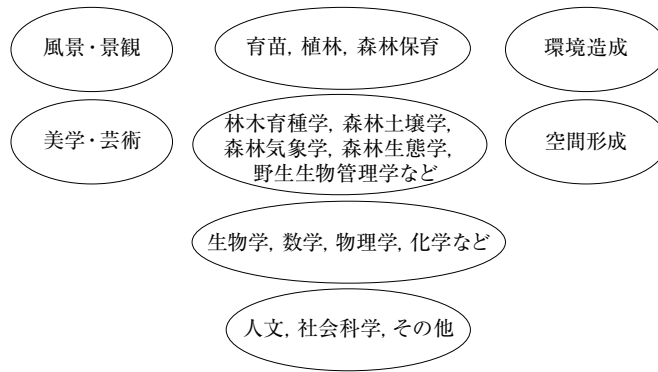 風景・景観
育苗, 植林, 森林保育
環境造成
美学・芸術
林木育種学, 森林土壌学,
森林気象学, 森林生態学,
野生生物管理学など
空間形成
生物学, 数学, 物理学, 化学など
人文, 社会科学, その他